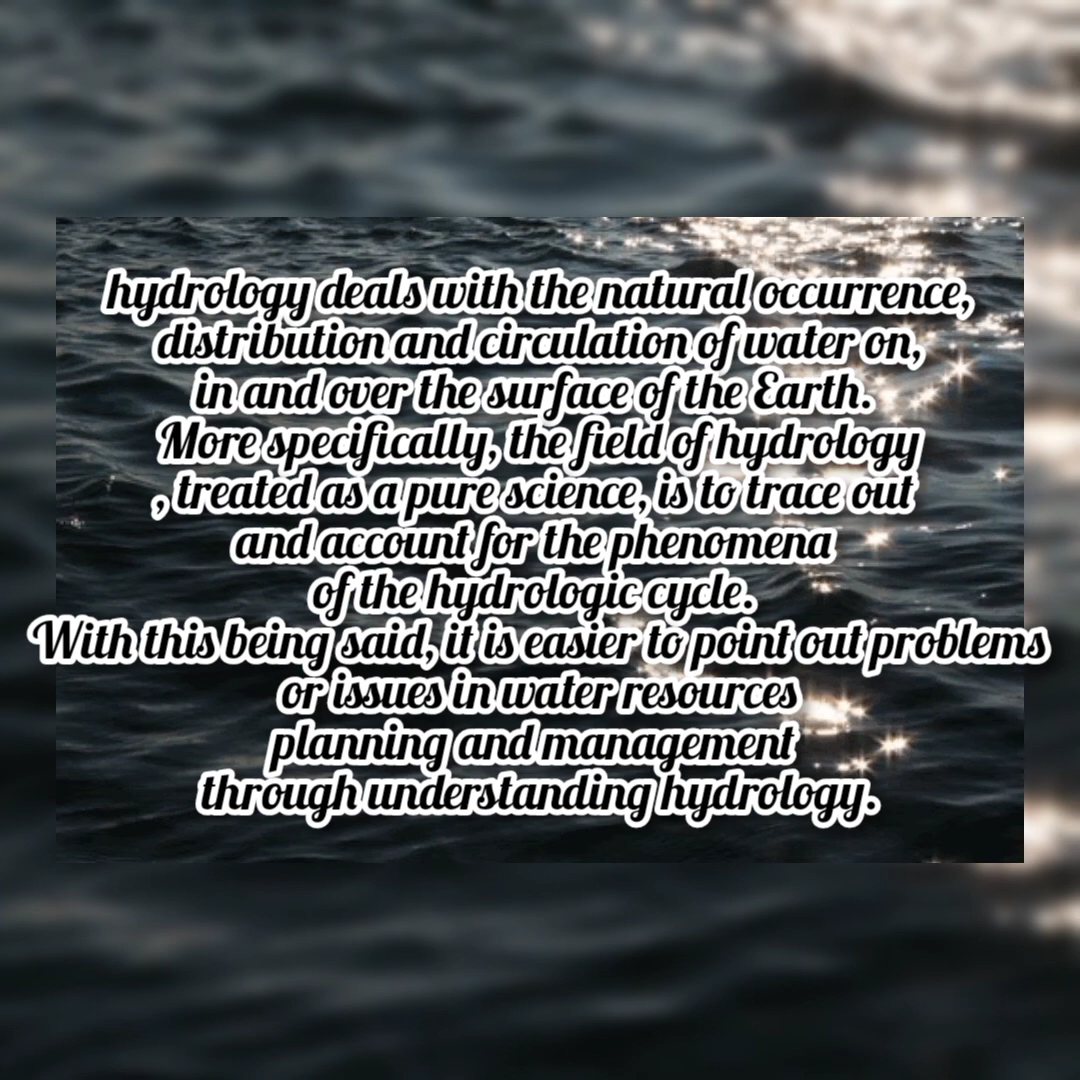 hydrology deals with the natural occurrence,
distribution and circulation of water on,
in and over the surface of the Earth.
More specifically, the field of hydrology
, treated as a pure science, is to trace out
and account for the phenomena
of the hydrologic cycle.
With this being said, it is easier to point out problems
or issues in water resources
planning and management
through understanding hydrology.